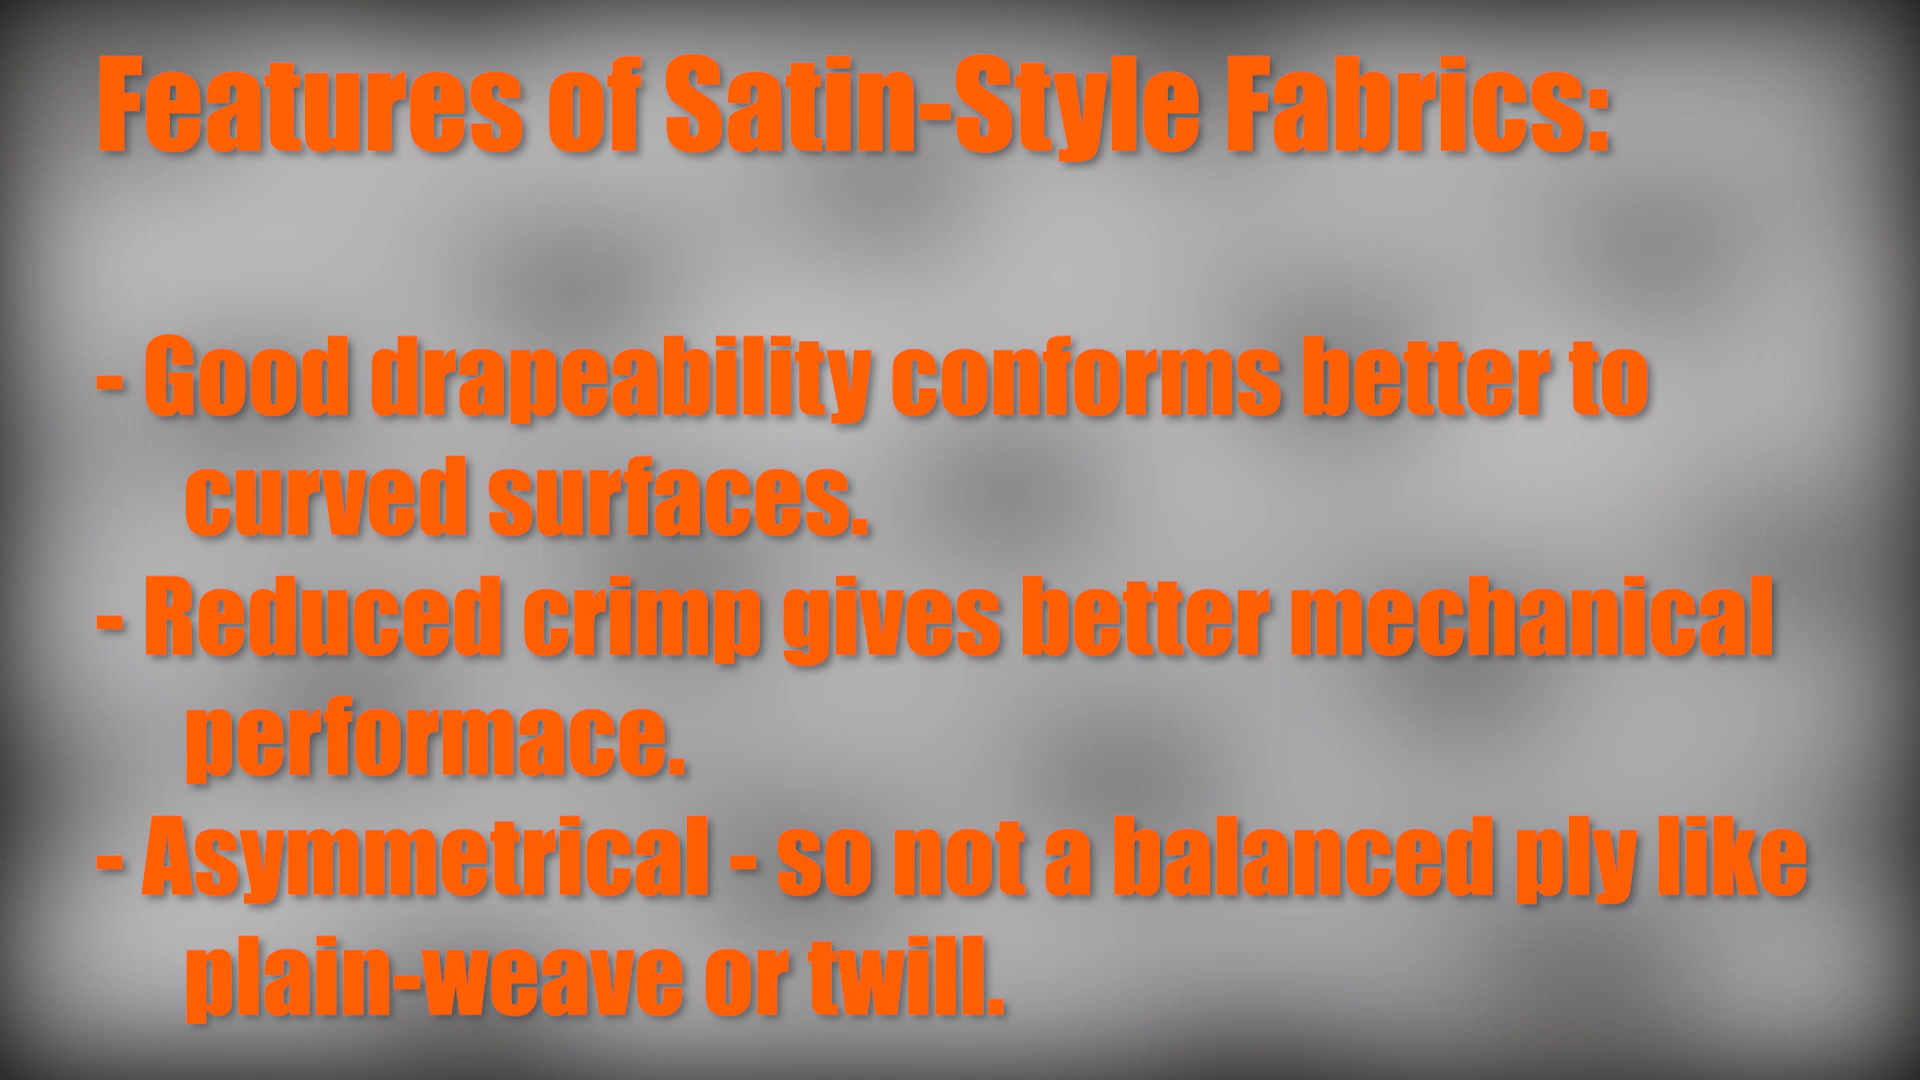 Features of Satin-Style Fabrics:
- Good drapeability conforms better to
curved surfaces.
- Reduced crimp gives better mechanical
performace.
- Asymmetrical - so not a balanced ply like
plain-weave or twill.